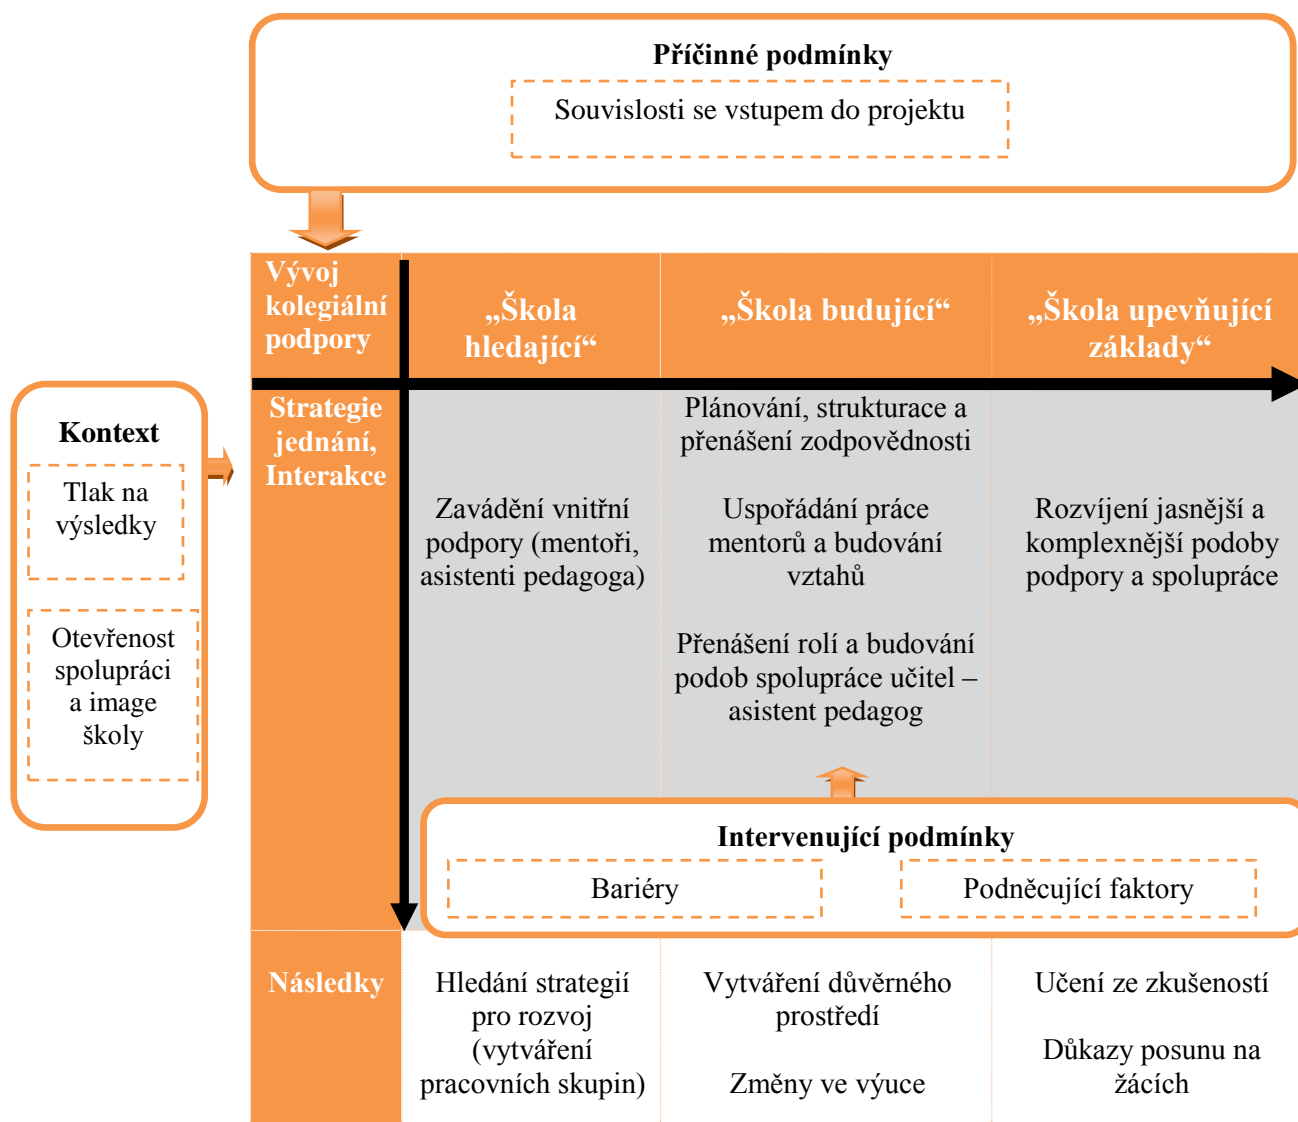 Příčinné podmínky
Souvislosti se vstupem do projektu
Vývoj
kolegiální
podpory
„Škola
hledající“
„Škola budující“
„Škola upevňující
základy“
Kontext
Tlak na
výsledky
Otevřenost
spolupráci
a image
školy
Strategie
jednání,
Interakce
Zavádění vnitřní
podpory (mentoři,
asistenti pedagoga)
Plánování, strukturace a
přenášení zodpovědnosti
Uspořádání práce
mentorů a budování
vztahů
Přenášení rolí a budování
podob spolupráce učitel –
asistent pedagog
Rozvíjení jasnější a
komplexnější podoby
podpory a spolupráce
Intervenující podmínky
Bariéry
Podněcující faktory
Následky
Hledání strategií
pro rozvoj
(vytváření
pracovních skupin)
Vytváření důvěrného
prostředí
Změny ve výuce
Učení ze zkušeností
Důkazy posunu na
žácích